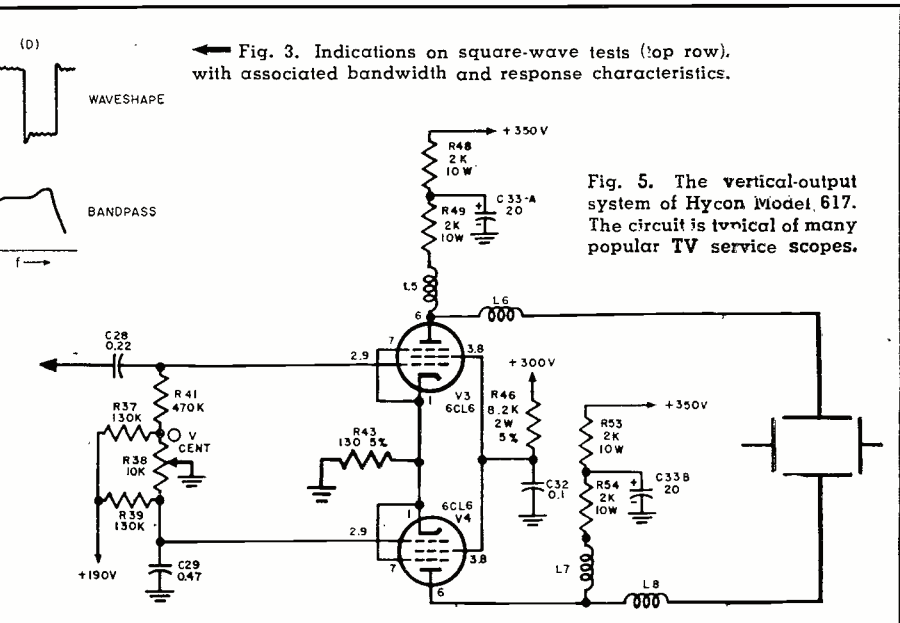 (D)
WAVESHAPE
BANDPASS
f
Fig. 3. Indications on square-wave tests (top row),
with associated bandwidth and response characteristics.
Fig. 5. The vertical-output
system of Hycon Model 617.
The circuit is typical of many
popular TV service scopes.
+350V
R48
2K
10W
C33-A
20
+
-
R49
2K
10W
L5
L6
6
7
2.9
3.8
1
V3
6CL6
C28
0.22
R41
470K
R37
130K
V
CENT
R38
10K
R39
130K
+190V
C29
0.47
R43
130 5%
+300V
R46
8.2K
2W
5%
C32
0.1
+350V
R53
2K
10W
R54
2K
10W
C33B
20
+
-
L7
L8
6CL6
V4
1
2.9
3.8
7
6